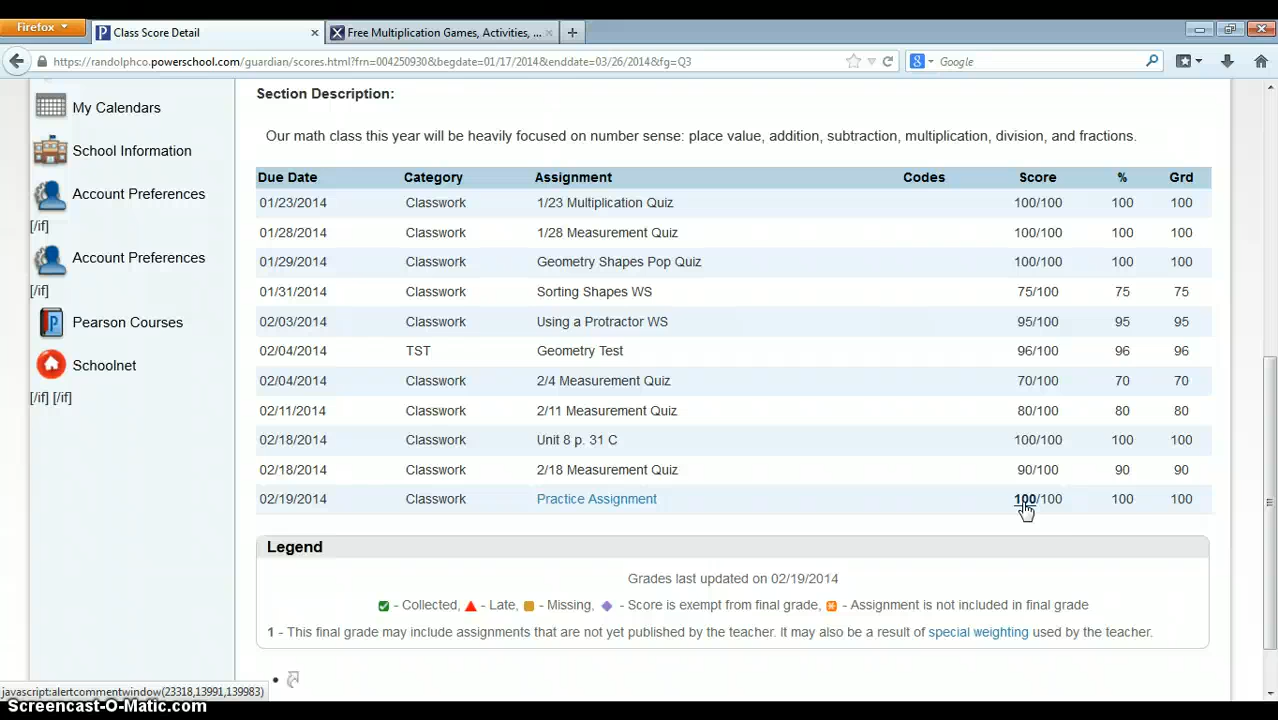 Firefox
Class Score Detail
Free Multiplication Games, Activities, ...
https://randolphco.powerschool.com/guardian/scores.html?frn=004250930&begdate=01/17/2014&enddate=03/26/2014&fg=Q3
Google
My Calendars
School Information
Account Preferences
[/if]
Account Preferences
[/if]
Pearson Courses
Schoolnet
[/if] [/if]
Section Description:
Our math class this year will be heavily focused on number sense: place value, addition, subtraction, multiplication, division, and fractions.
Due Date Category Assignment Codes Score % Grd
01/23/2014 Classwork 1/23 Multiplication Quiz 100/100 100 100
01/28/2014 Classwork 1/28 Measurement Quiz 100/100 100 100
01/29/2014 Classwork Geometry Shapes Pop Quiz 100/100 100 100
01/31/2014 Classwork Sorting Shapes WS 75/100 75 75
02/03/2014 Classwork Using a Protractor WS 95/100 95 95
02/04/2014 TST Geometry Test 96/100 96 96
02/04/2014 Classwork 2/4 Measurement Quiz 70/100 70 70
02/11/2014 Classwork 2/11 Measurement Quiz 80/100 80 80
02/18/2014 Classwork Unit 8 p. 31 C 100/100 100 100
02/18/2014 Classwork 2/18 Measurement Quiz 90/100 90 90
02/19/2014 Classwork Practice Assignment 100/100 100 100
Legend
Grades last updated on 02/19/2014
- Collected, - Late, - Missing, - Score is exempt from final grade, - Assignment is not included in final grade
1 - This final grade may include assignments that are not yet published by the teacher. It may also be a result of special weighting used by the teacher.
javascript:alertcommentwindow(23318,13991,139983)
Screencast-O-Matic.com